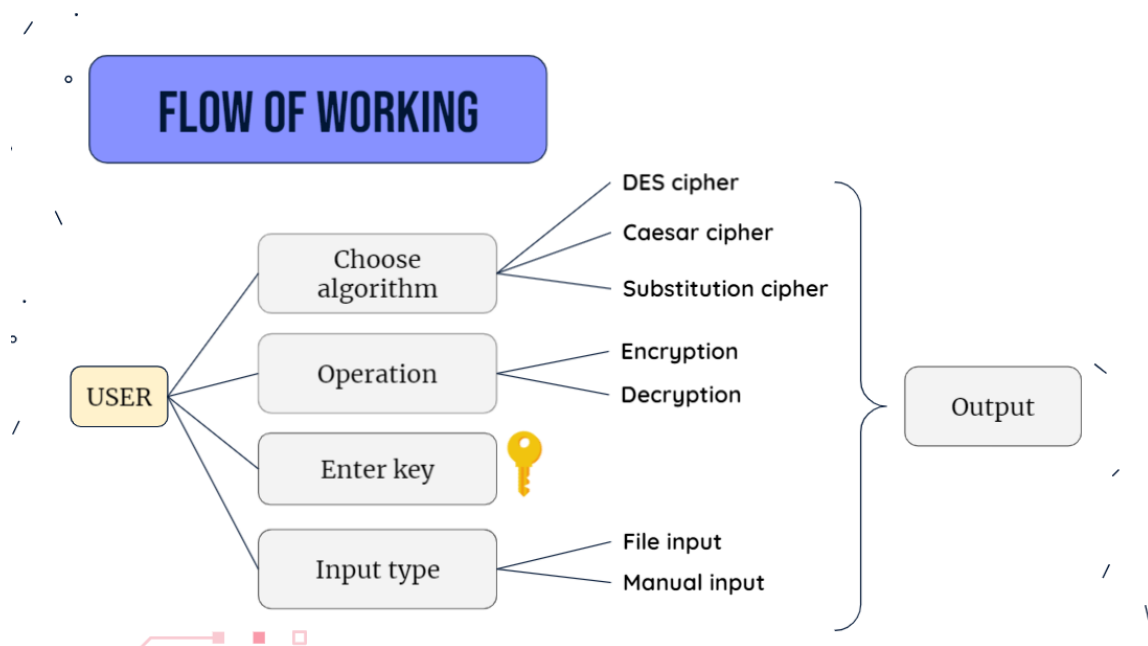 FLOW OF WORKING
USER
Choose
algorithm
DES cipher
Caesar cipher
Substitution cipher
Operation
Encryption
Decryption
Enter key
Input type
File input
Manual input
Output